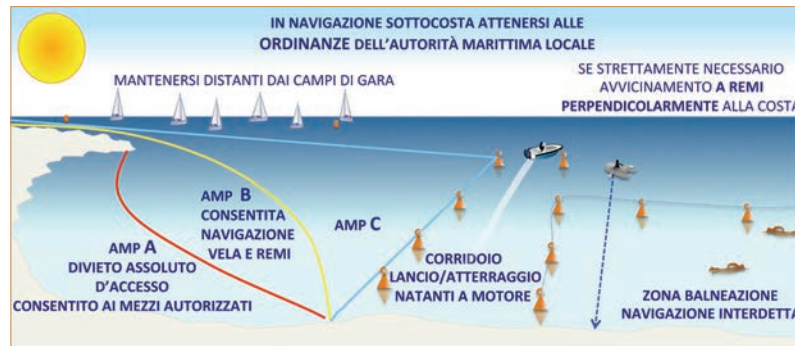 IN NAVIGAZIONE SOTTOCOSTA ATTENERSI ALLE
ORDINANZE DELL'AUTORITÀ MARITTIMA LOCALE
MANTENERSI DISTANTI DAI CAMPI DI GARA
SE STRETTAMENTE NECESSARIO
AVVICINAMENTO A REMI
PERPENDICOLARMENTE ALLA COSTA
AMP B
CONSENTITA
NAVIGAZIONE
VELA E REMI
AMP C
AMP A
DIVIETO ASSOLUTO
D'ACCESSO
CONSENTITO AI MEZZI AUTORIZZATI
CORRIDOIO
LANCIO/ATTERRAGGIO
NATANTI A MOTORE
ZONA BALNEAZIONE
NAVIGAZIONE INTERDETTA